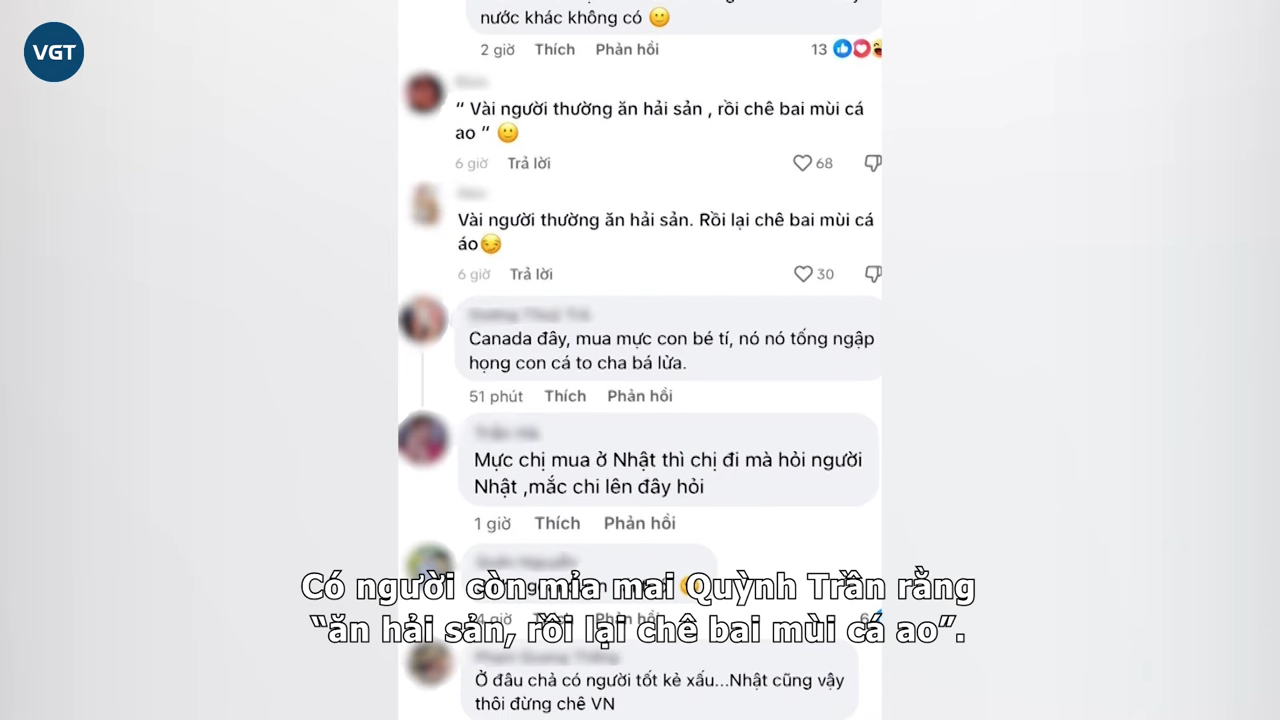 VGT
nước khác không có 🙂
2 giờ Thích Phản hồi 13
“ Vài người thường ăn hải sản , rồi chê bai mùi cá
ao ” 🙂
6 giờ Trả lời 68
Vài người thường ăn hải sản. Rồi lại chê bai mùi cá
áo😏
6 giờ Trả lời 30
Canada đây, mua mực con bé tí, nó nó tống ngập
họng con cá to cha bá lửa.
51 phút Thích Phản hồi
Mực chị mua ở Nhật thì chị đi mà hỏi người
Nhật ,mắc chi lên đây hỏi
1 giờ Thích Phản hồi
Có người còn mỉa mai Quỳnh Trần rằng
“ăn hải sản, rồi lại chê bai mùi cá ao”.
4 giờ Thích Phản hồi 6
Ở đâu chả có người tốt kẻ xấu...Nhật cũng vậy
thôi đừng chê VN